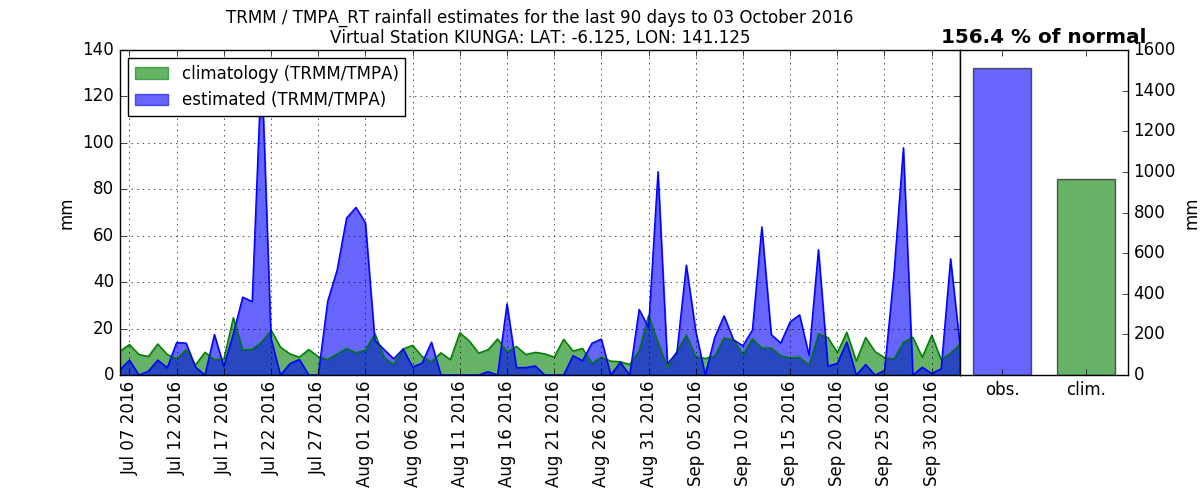 TRMM / TMPA_RT rainfall estimates for the last 90 days to 03 October 2016
Virtual Station KIUNGA: LAT: -6.125, LON: 141.125
156.4 % of normal
climatology (TRMM/TMPA)
estimated (TRMM/TMPA)
140
120
100
80
60
40
20
0
mm
1600
1400
1200
1000
800
600
400
200
0
mm
Jul 07 2016
Jul 12 2016
Jul 17 2016
Jul 22 2016
Jul 27 2016
Aug 01 2016
Aug 06 2016
Aug 11 2016
Aug 16 2016
Aug 21 2016
Aug 26 2016
Aug 31 2016
Sep 05 2016
Sep 10 2016
Sep 15 2016
Sep 20 2016
Sep 25 2016
Sep 30 2016
obs.
clim.